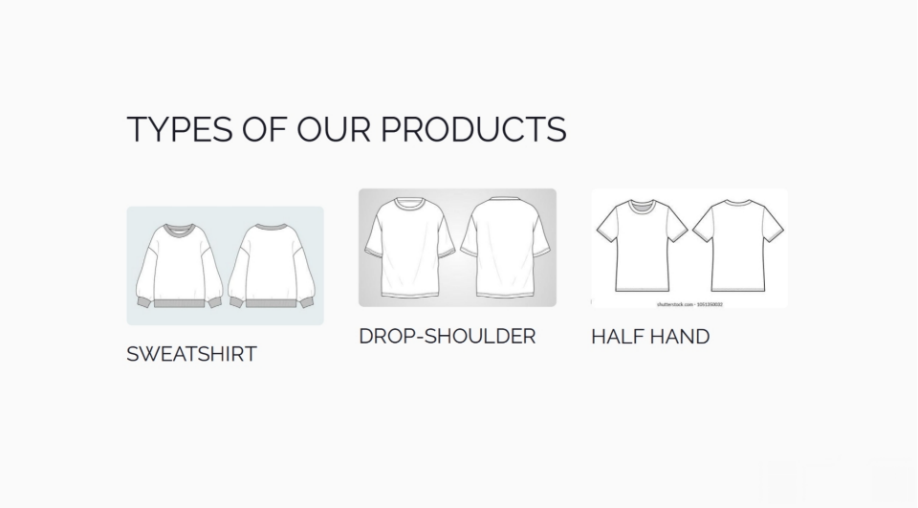 TYPES OF OUR PRODUCTS
SWEATSHIRT
DROP-SHOULDER
HALF HAND